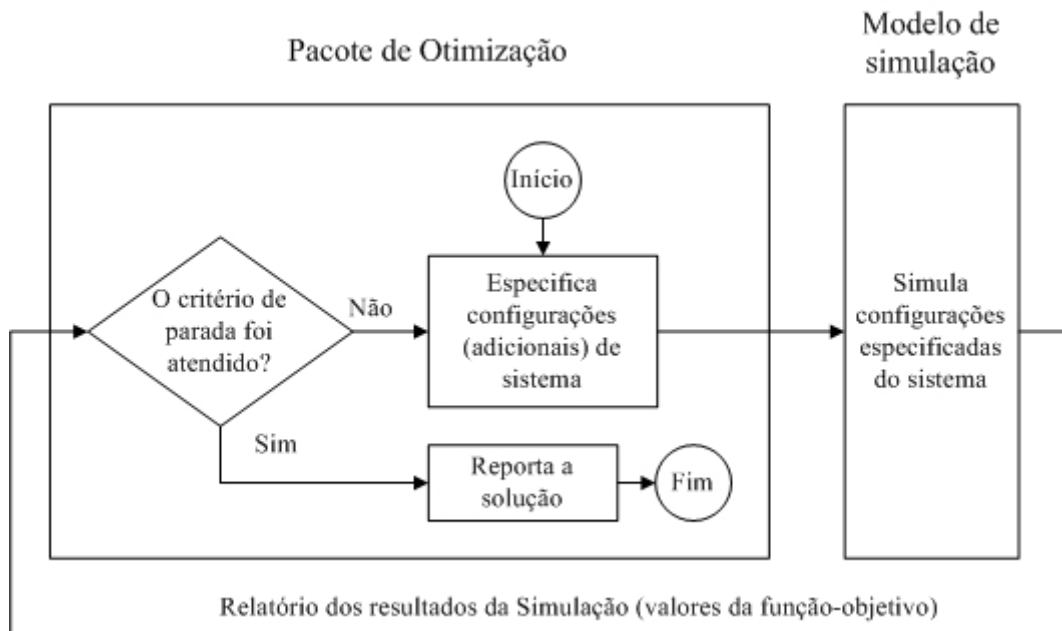 Pacote de Otimização
Modelo de
simulação
Início
O critério de
parada foi
atendido?
Não
Especifica
configurações
(adicionais) de
sistema
Simula
configurações
especificadas
do sistema
Sim
Reporta a
solução
Fim
Relatório dos resultados da Simulação (valores da função-objetivo)